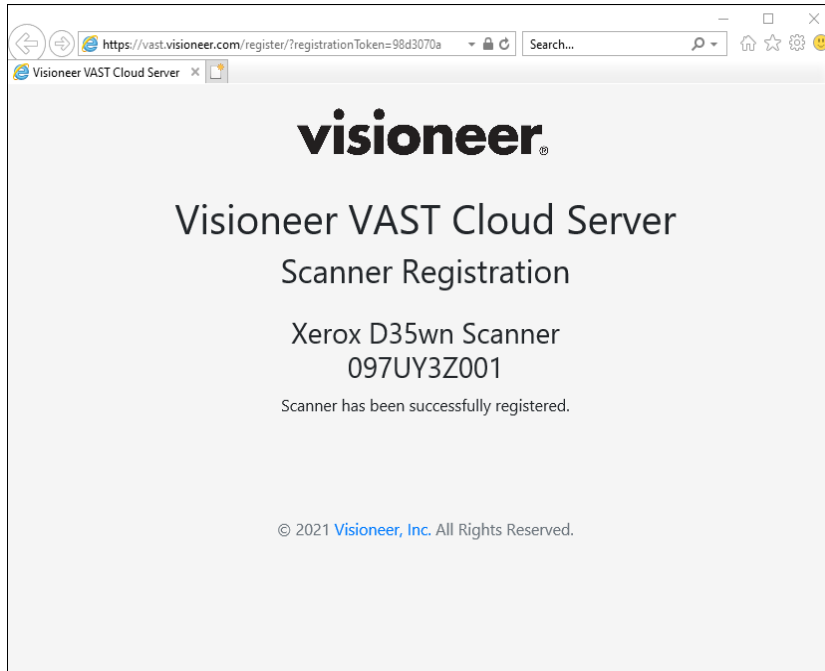 https://vast.visioneer.com/register/?registrationToken=98d3070a
Search...
Visioneer VAST Cloud Server
visioneer®
Visioneer VAST Cloud Server
Scanner Registration
Xerox D35wn Scanner
097UY3Z001
Scanner has been successfully registered.
© 2021 Visioneer, Inc. All Rights Reserved.